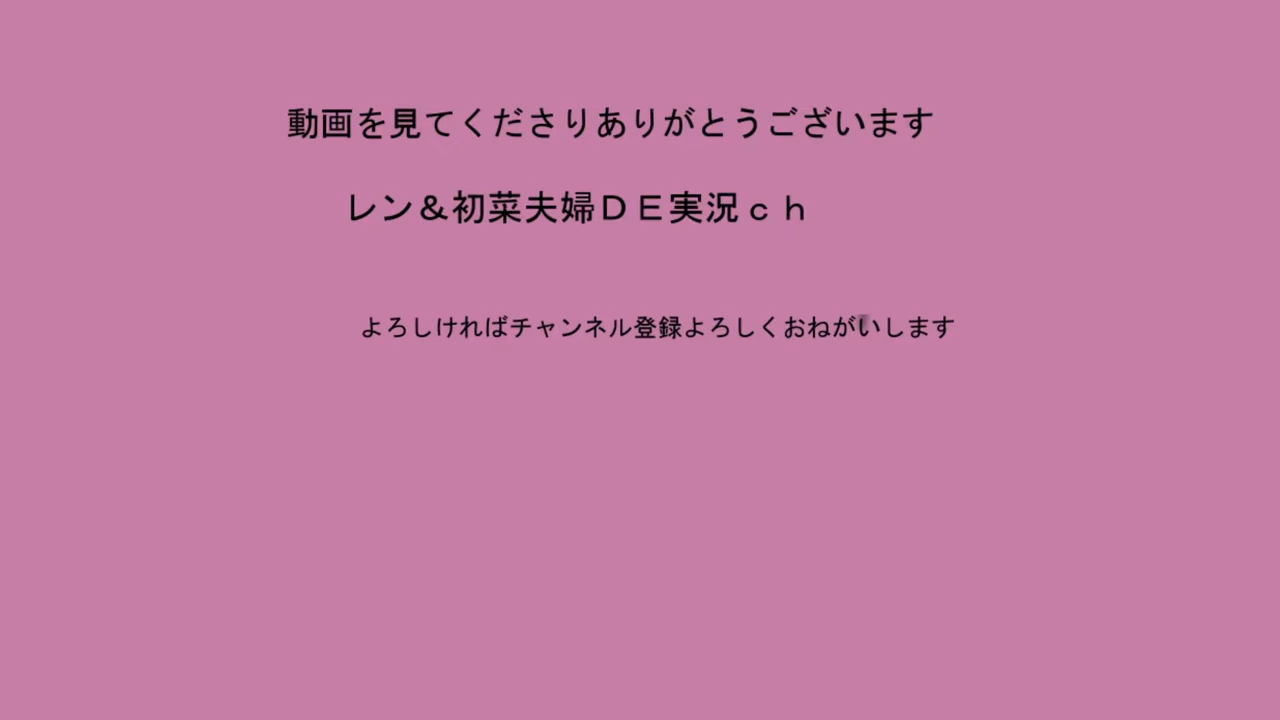 動画を見てくださりありがとうございます
レン＆初菜夫婦ＤＥ実況ｃｈ
よろしければチャンネル登録よろしくおねがいします